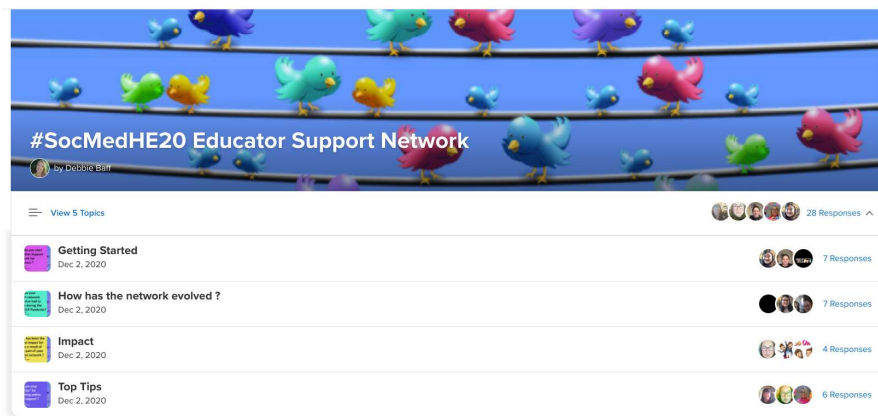 #SocMedHE20 Educator Support Network
by Debbie Baff
View 5 Topics
28 Responses
Getting Started
Dec 2, 2020
7 Responses
How has the network evolved ?
Dec 2, 2020
7 Responses
Impact
Dec 2, 2020
4 Responses
Top Tips
Dec 2, 2020
6 Responses